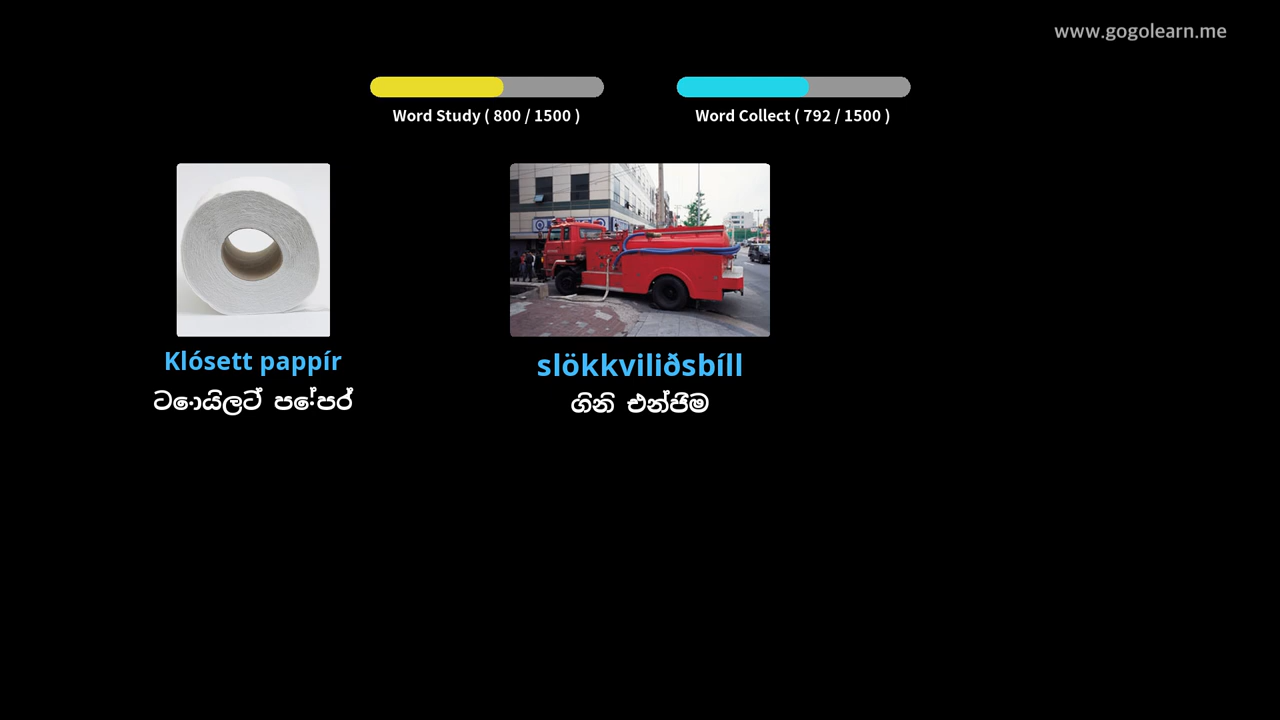 www.gogolearn.me
Word Study ( 800 / 1500 )
Word Collect ( 792 / 1500 )
Klósett pappír
ටොයිලට් පේපර්
slökkviliðsbíll
ගිනි එන්ජිම